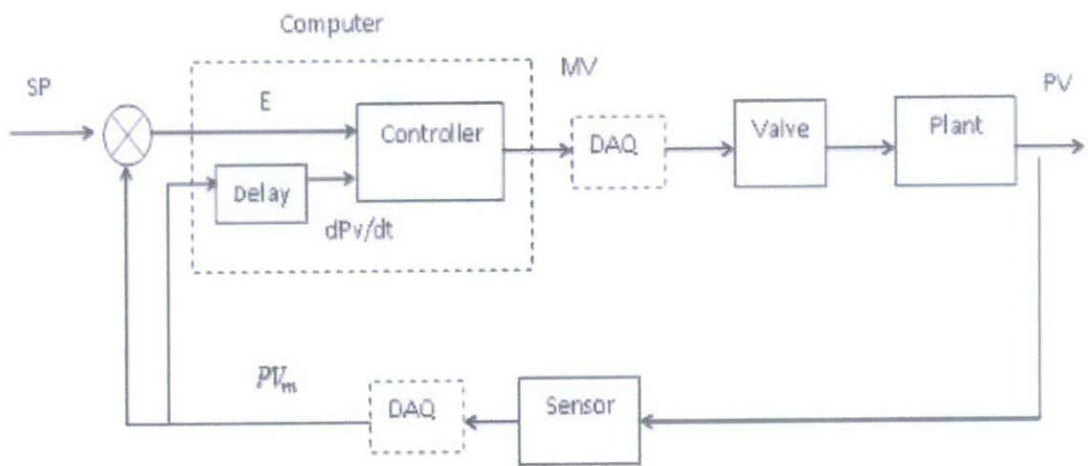 Computer
SP
E
Controller
MV
DAQ
Valve
Plant
PV
Delay
dPv/dt
PVm
DAQ
Sensor